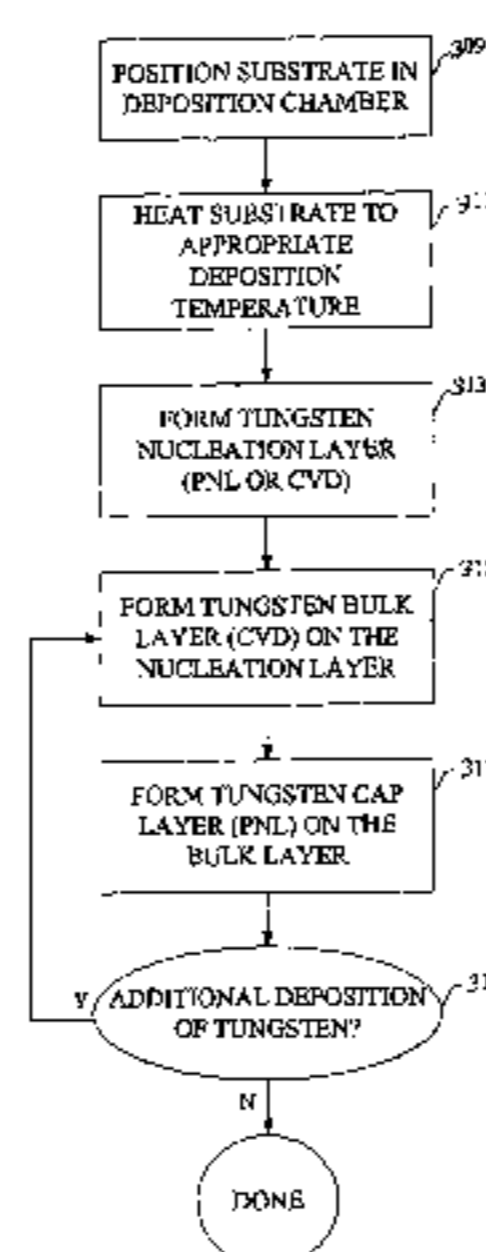 309
POSITION SUBSTRATE IN
DEPOSITION CHAMBER
HEAT SUBSTRATE TO
APPROPRIATE
DEPOSITION
TEMPERATURE
313
FORM TUNGSTEN
NUCLEATION LAYER
(PNL OR CVD)
FORM TUNGSTEN BULK
LAYER (CVD) ON THE
NUCLEATION LAYER
FORM TUNGSTEN CAP
LAYER (PNL) ON THE
BULK LAYER
Y
ADDITIONAL DEPOSITION
OF TUNGSTEN?
N
DONE